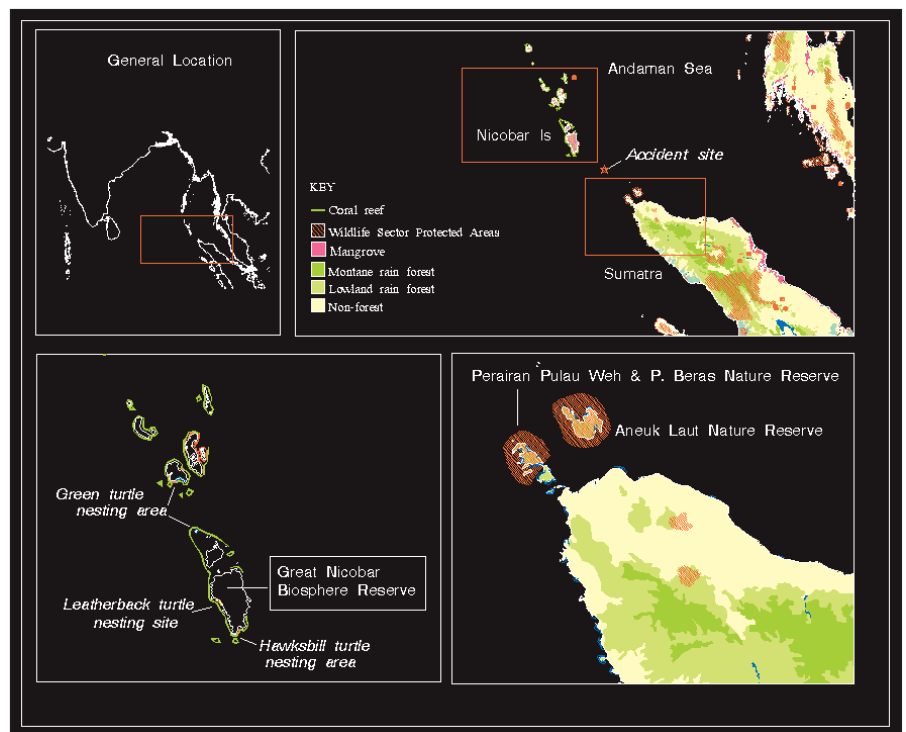 General Location
Andaman Sea
Nicobar Is
Accident site
KEY
Coral reef
Wildlife Sector Protected Areas
Mangrove
Montane rain forest
Lowland rain forest
Non-forest
Sumatra
Green turtle
nesting area
Great Nicobar
Biosphere Reserve
Leatherback turtle
nesting site
Hawksbill turtle
nesting area
Perairan Pulau Weh & P. Beras Nature Reserve
Aneuk Laut Nature Reserve